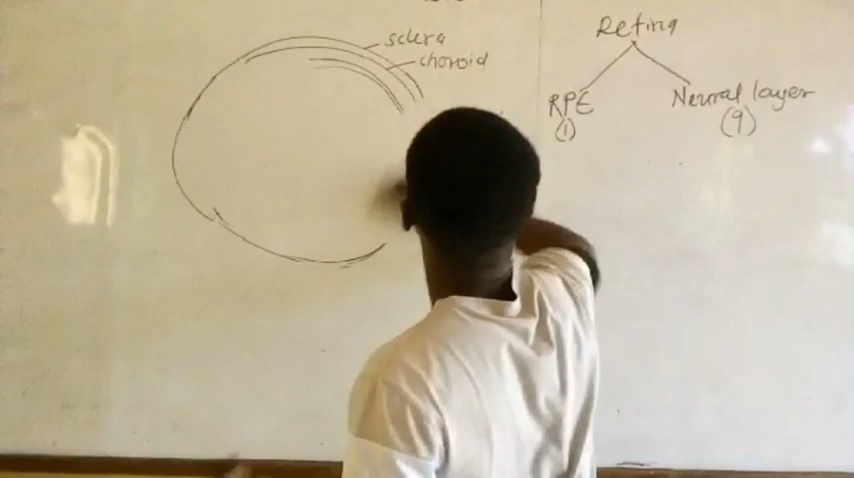 sclera
choroid
Retina
RPE
(1)
Neural layer
(9)